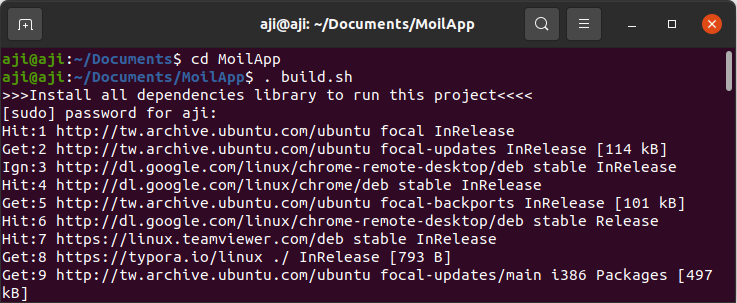 aji@aji: ~/Documents/MoilApp
aji@aji:~/Documents$ cd MoilApp
aji@aji:~/Documents/MoilApp$ . build.sh
>>>Install all dependencies library to run this project<<<<
[sudo] password for aji:
Hit:1 http://tw.archive.ubuntu.com/ubuntu focal InRelease
Get:2 http://tw.archive.ubuntu.com/ubuntu focal-updates InRelease [114 kB]
Ign:3 http://dl.google.com/linux/chrome-remote-desktop/deb stable InRelease
Hit:4 http://dl.google.com/linux/chrome/deb stable InRelease
Get:5 http://tw.archive.ubuntu.com/ubuntu focal-backports InRelease [101 kB]
Hit:6 http://dl.google.com/linux/chrome-remote-desktop/deb stable Release
Hit:7 https://linux.teamviewer.com/deb stable InRelease
Get:8 https://typora.io/linux ./ InRelease [793 B]
Get:9 http://tw.archive.ubuntu.com/ubuntu focal-updates/main i386 Packages [497
kB]